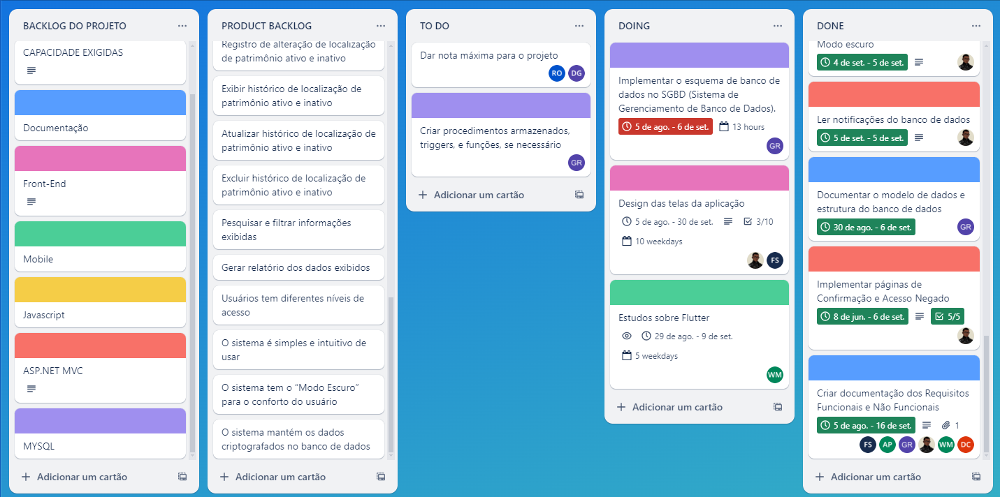 BACKLOG DO PROJETO
CAPACIDADE EXIGIDAS
Documentação
Front-End
Mobile
Javascript
ASP.NET MVC
MYSQL
Adicionar um cartão
PRODUCT BACKLOG
Registro de alteração de localização
de patrimônio ativo e inativo
Exibir histórico de localização de
patrimônio ativo e inativo
Atualizar histórico de localização de
patrimônio ativo e inativo
Excluir histórico de localização de
patrimônio ativo e inativo
Pesquisar e filtrar informações
exibidas
Gerar relatório dos dados exibidos
Usuários tem diferentes níveis de
acesso
O sistema é simples e intuitivo de
usar
O sistema tem o “Modo Escuro”
para o conforto do usuário
O sistema mantém os dados
criptografados no banco de dados
Adicionar um cartão
TO DO
Dar nota máxima para o projeto
RO DG
Criar procedimentos armazenados,
triggers, e funções, se necessário
GR
Adicionar um cartão
DOING
Implementar o esquema de banco de
dados no SGBD (Sistema de
Gerenciamento de Banco de Dados).
5 de ago. - 6 de set. 13 hours
GR
Design das telas da aplicação
5 de ago. - 30 de set. 3/10
10 weekdays
FS
Estudos sobre Flutter
29 de ago. - 9 de set.
5 weekdays
WM
Adicionar um cartão
DONE
Modo escuro
4 de set. - 5 de set.
Ler notificações do banco de dados
5 de set. - 5 de set.
Documentar o modelo de dados e
estrutura do banco de dados
30 de ago. - 6 de set. GR
Implementar páginas de
Confirmação e Acesso Negado
8 de jun. - 6 de set. 5/5
Criar documentação dos Requisitos
Funcionais e Não Funcionais
5 de ago. - 16 de set. 1
FS AP GR WM DC
Adicionar um cartão